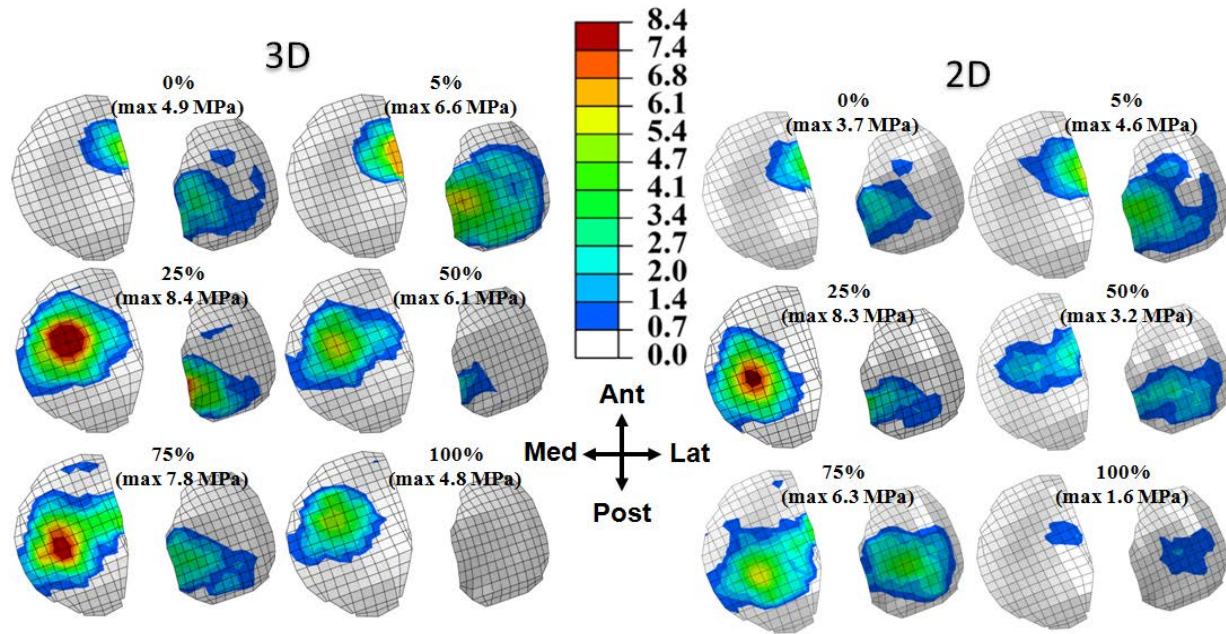 3D
0%
(max 4.9 MPa)
5%
(max 6.6 MPa)
25%
(max 8.4 MPa)
50%
(max 6.1 MPa)
75%
(max 7.8 MPa)
100%
(max 4.8 MPa)
8.4
7.4
6.8
6.1
5.4
4.7
4.1
3.4
2.7
2.0
1.4
0.7
0.0
Ant
Med
Lat
Post
2D
0%
(max 3.7 MPa)
5%
(max 4.6 MPa)
25%
(max 8.3 MPa)
50%
(max 3.2 MPa)
75%
(max 6.3 MPa)
100%
(max 1.6 MPa)